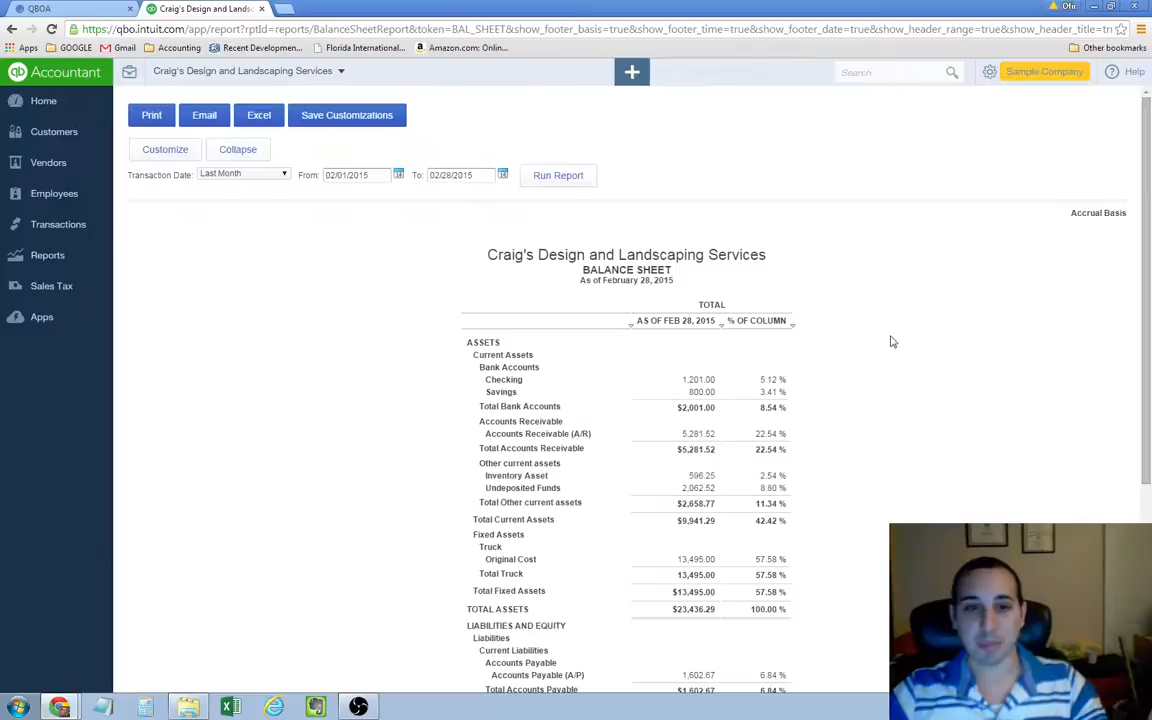 QBOA
Craig's Design and Landsc
Ofii
https://qbo.intuit.com/app/report?rptId=reports/BalanceSheetReport&token=BAL_SHEET&show_footer_basis=true&show_footer_time=true&show_footer_date=true&show_header_range=true&show_header_title=tr
Apps GOOGLE Gmail Accounting Recent Developmen... Florida International... Amazon.com: Onlin... Other bookmarks
qb Accountant Craig's Design and Landscaping Services + Search Sample Company ? Help
Home
Customers
Vendors
Employees
Transactions
Reports
Sales Tax
Apps
Print Email Excel Save Customizations
Customize Collapse
Transaction Date: Last Month From: 02/01/2015 To: 02/28/2015 Run Report
Accrual Basis
Craig's Design and Landscaping Services
BALANCE SHEET
As of February 28, 2015
TOTAL
AS OF FEB 28, 2015 % OF COLUMN
ASSETS
Current Assets
Bank Accounts
Checking 1,201.00 5.12 %
Savings 800.00 3.41 %
Total Bank Accounts $2,001.00 8.54 %
Accounts Receivable
Accounts Receivable (A/R) 5,281.52 22.54 %
Total Accounts Receivable $5,281.52 22.54 %
Other current assets
Inventory Asset 596.25 2.54 %
Undeposited Funds 2,062.52 8.80 %
Total Other current assets $2,658.77 11.34 %
Total Current Assets $9,941.29 42.42 %
Fixed Assets
Truck
Original Cost 13,495.00 57.58 %
Total Truck 13,495.00 57.58 %
Total Fixed Assets $13,495.00 57.58 %
TOTAL ASSETS $23,436.29 100.00 %
LIABILITIES AND EQUITY
Liabilities
Current Liabilities
Accounts Payable
Accounts Payable (A/P) 1,602.67 6.84 %
Total Accounts Payable $1,602.67 6.84 %